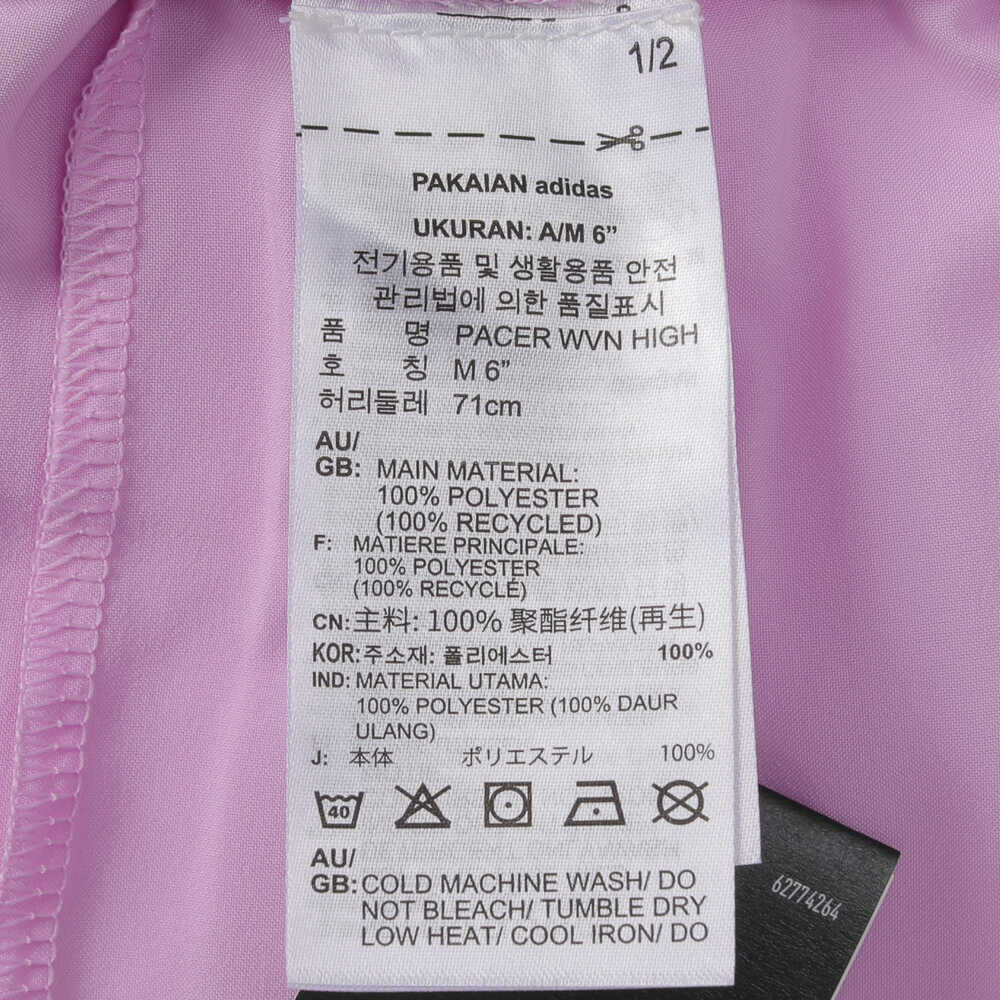 1/2
PAKAIAN adidas
UKURAN: A/M 6”
전기용품 및 생활용품 안전
관리법에 의한 품질표시
품 명 PACER WVN HIGH
호 칭 M 6”
허리둘레 71cm
AU/
GB: MAIN MATERIAL:
100% POLYESTER
(100% RECYCLED)
F: MATIERE PRINCIPALE:
100% POLYESTER
(100% RECYCLÉ)
CN: 主料: 100% 聚酯纤维(再生)
KOR: 주소재: 폴리에스터 100%
IND: MATERIAL UTAMA:
100% POLYESTER (100% DAUR
ULANG)
J: 本体 ポリエステル 100%
40
AU/
GB: COLD MACHINE WASH/ DO
NOT BLEACH/ TUMBLE DRY
LOW HEAT/ COOL IRON/ DO
62774264